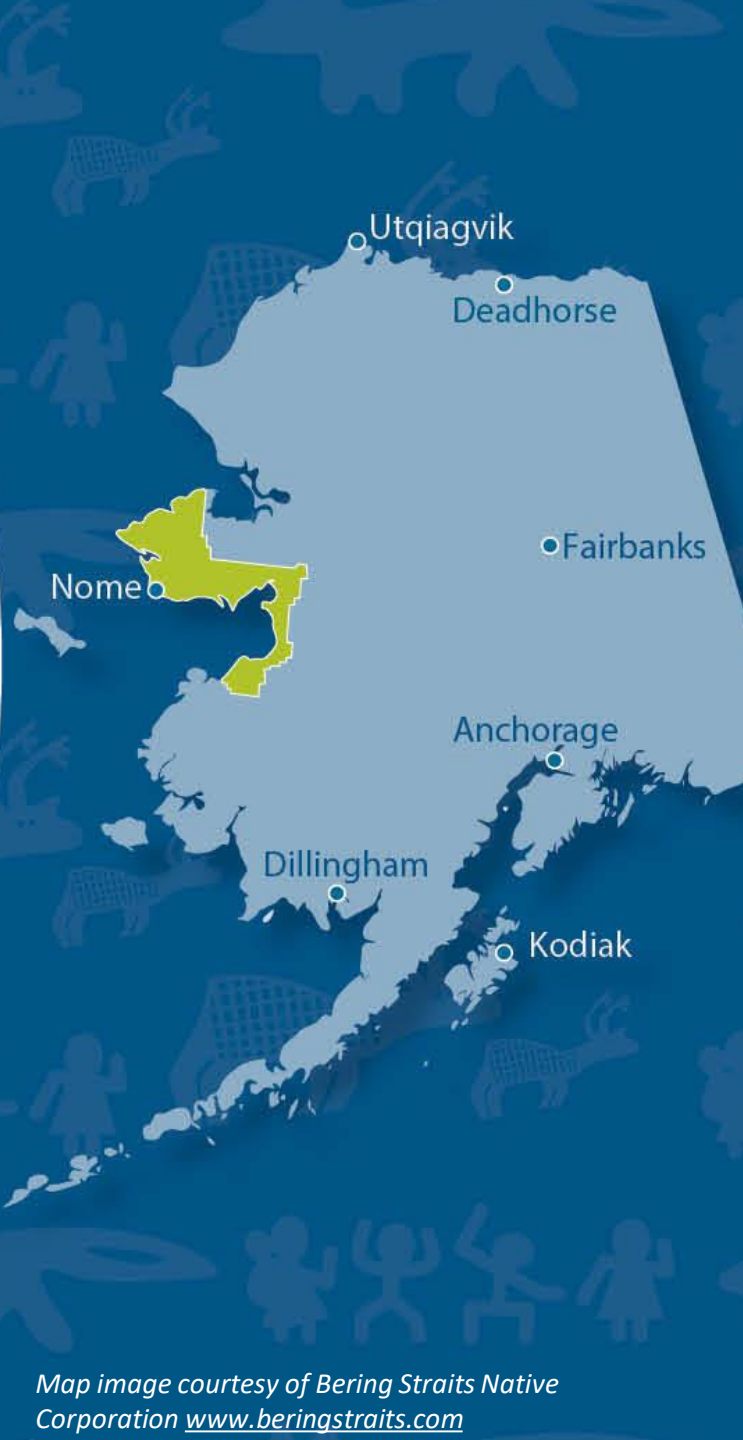 Utqiagvik
Deadhorse
Fairbanks
Nome
Anchorage
Dillingham
Kodiak
Map image courtesy of Bering Straits Native
Corporation www.beringstraits.com